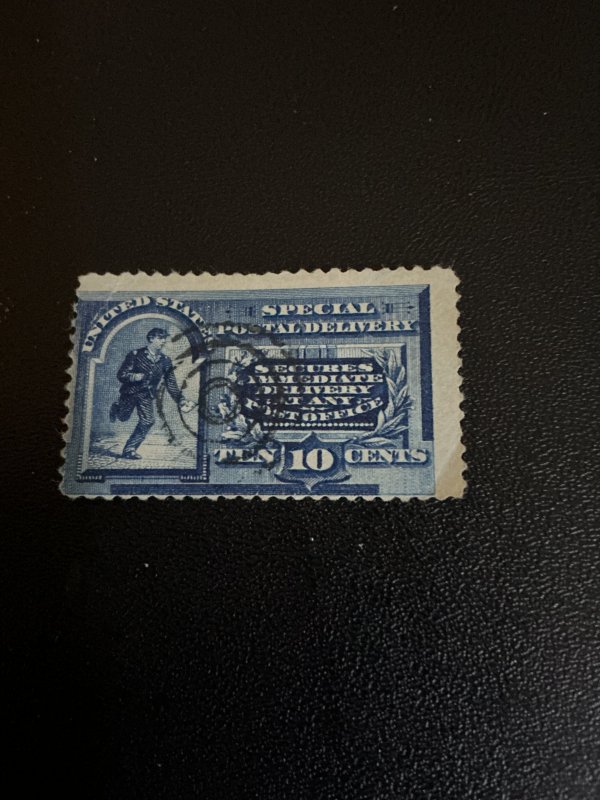 UNITED STATES
SPECIAL
POSTAL DELIVERY
SECURES
IMMEDIATE
DELIVERY
AT ANY
POST OFFICE
TEN 10 CENTS